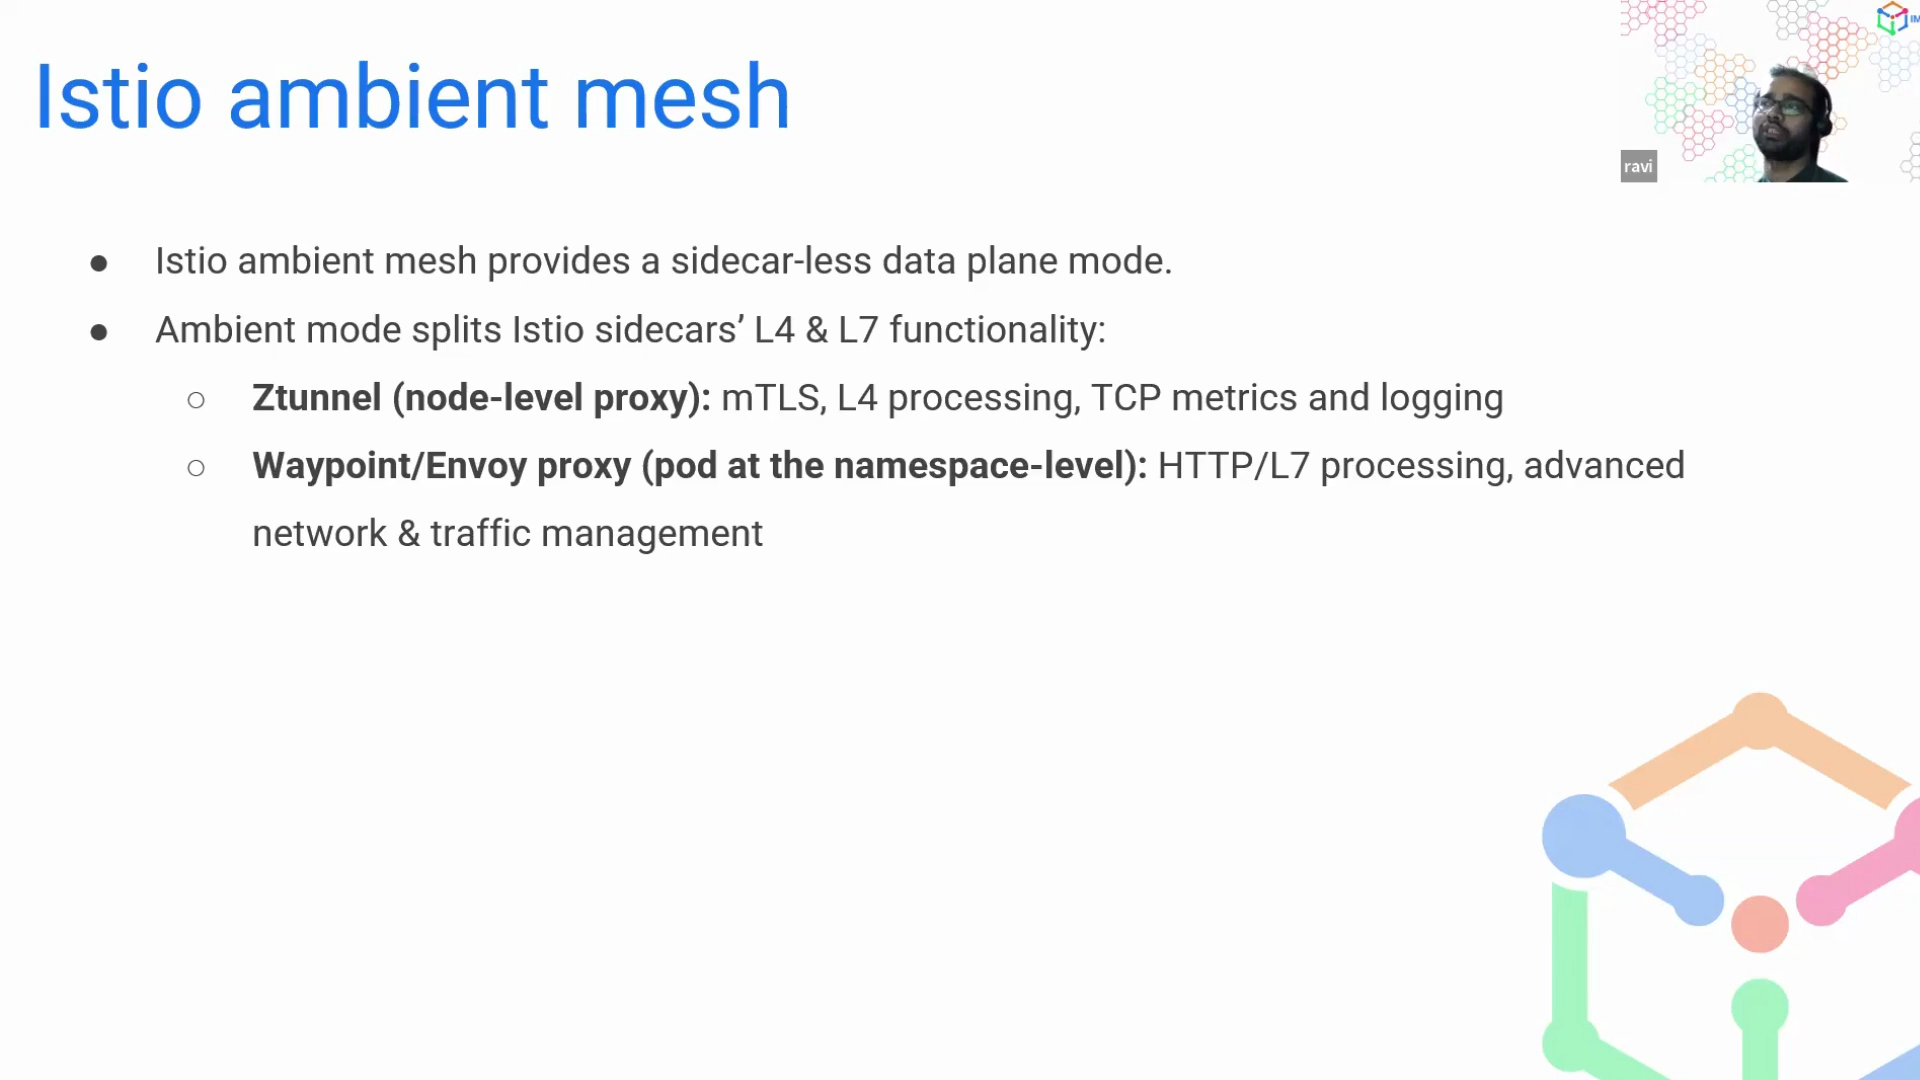 Istio ambient mesh
IM
ravi
● Istio ambient mesh provides a sidecar-less data plane mode.
● Ambient mode splits Istio sidecars’ L4 & L7 functionality:
○ Ztunnel (node-level proxy): mTLS, L4 processing, TCP metrics and logging
○ Waypoint/Envoy proxy (pod at the namespace-level): HTTP/L7 processing, advanced
network & traffic management